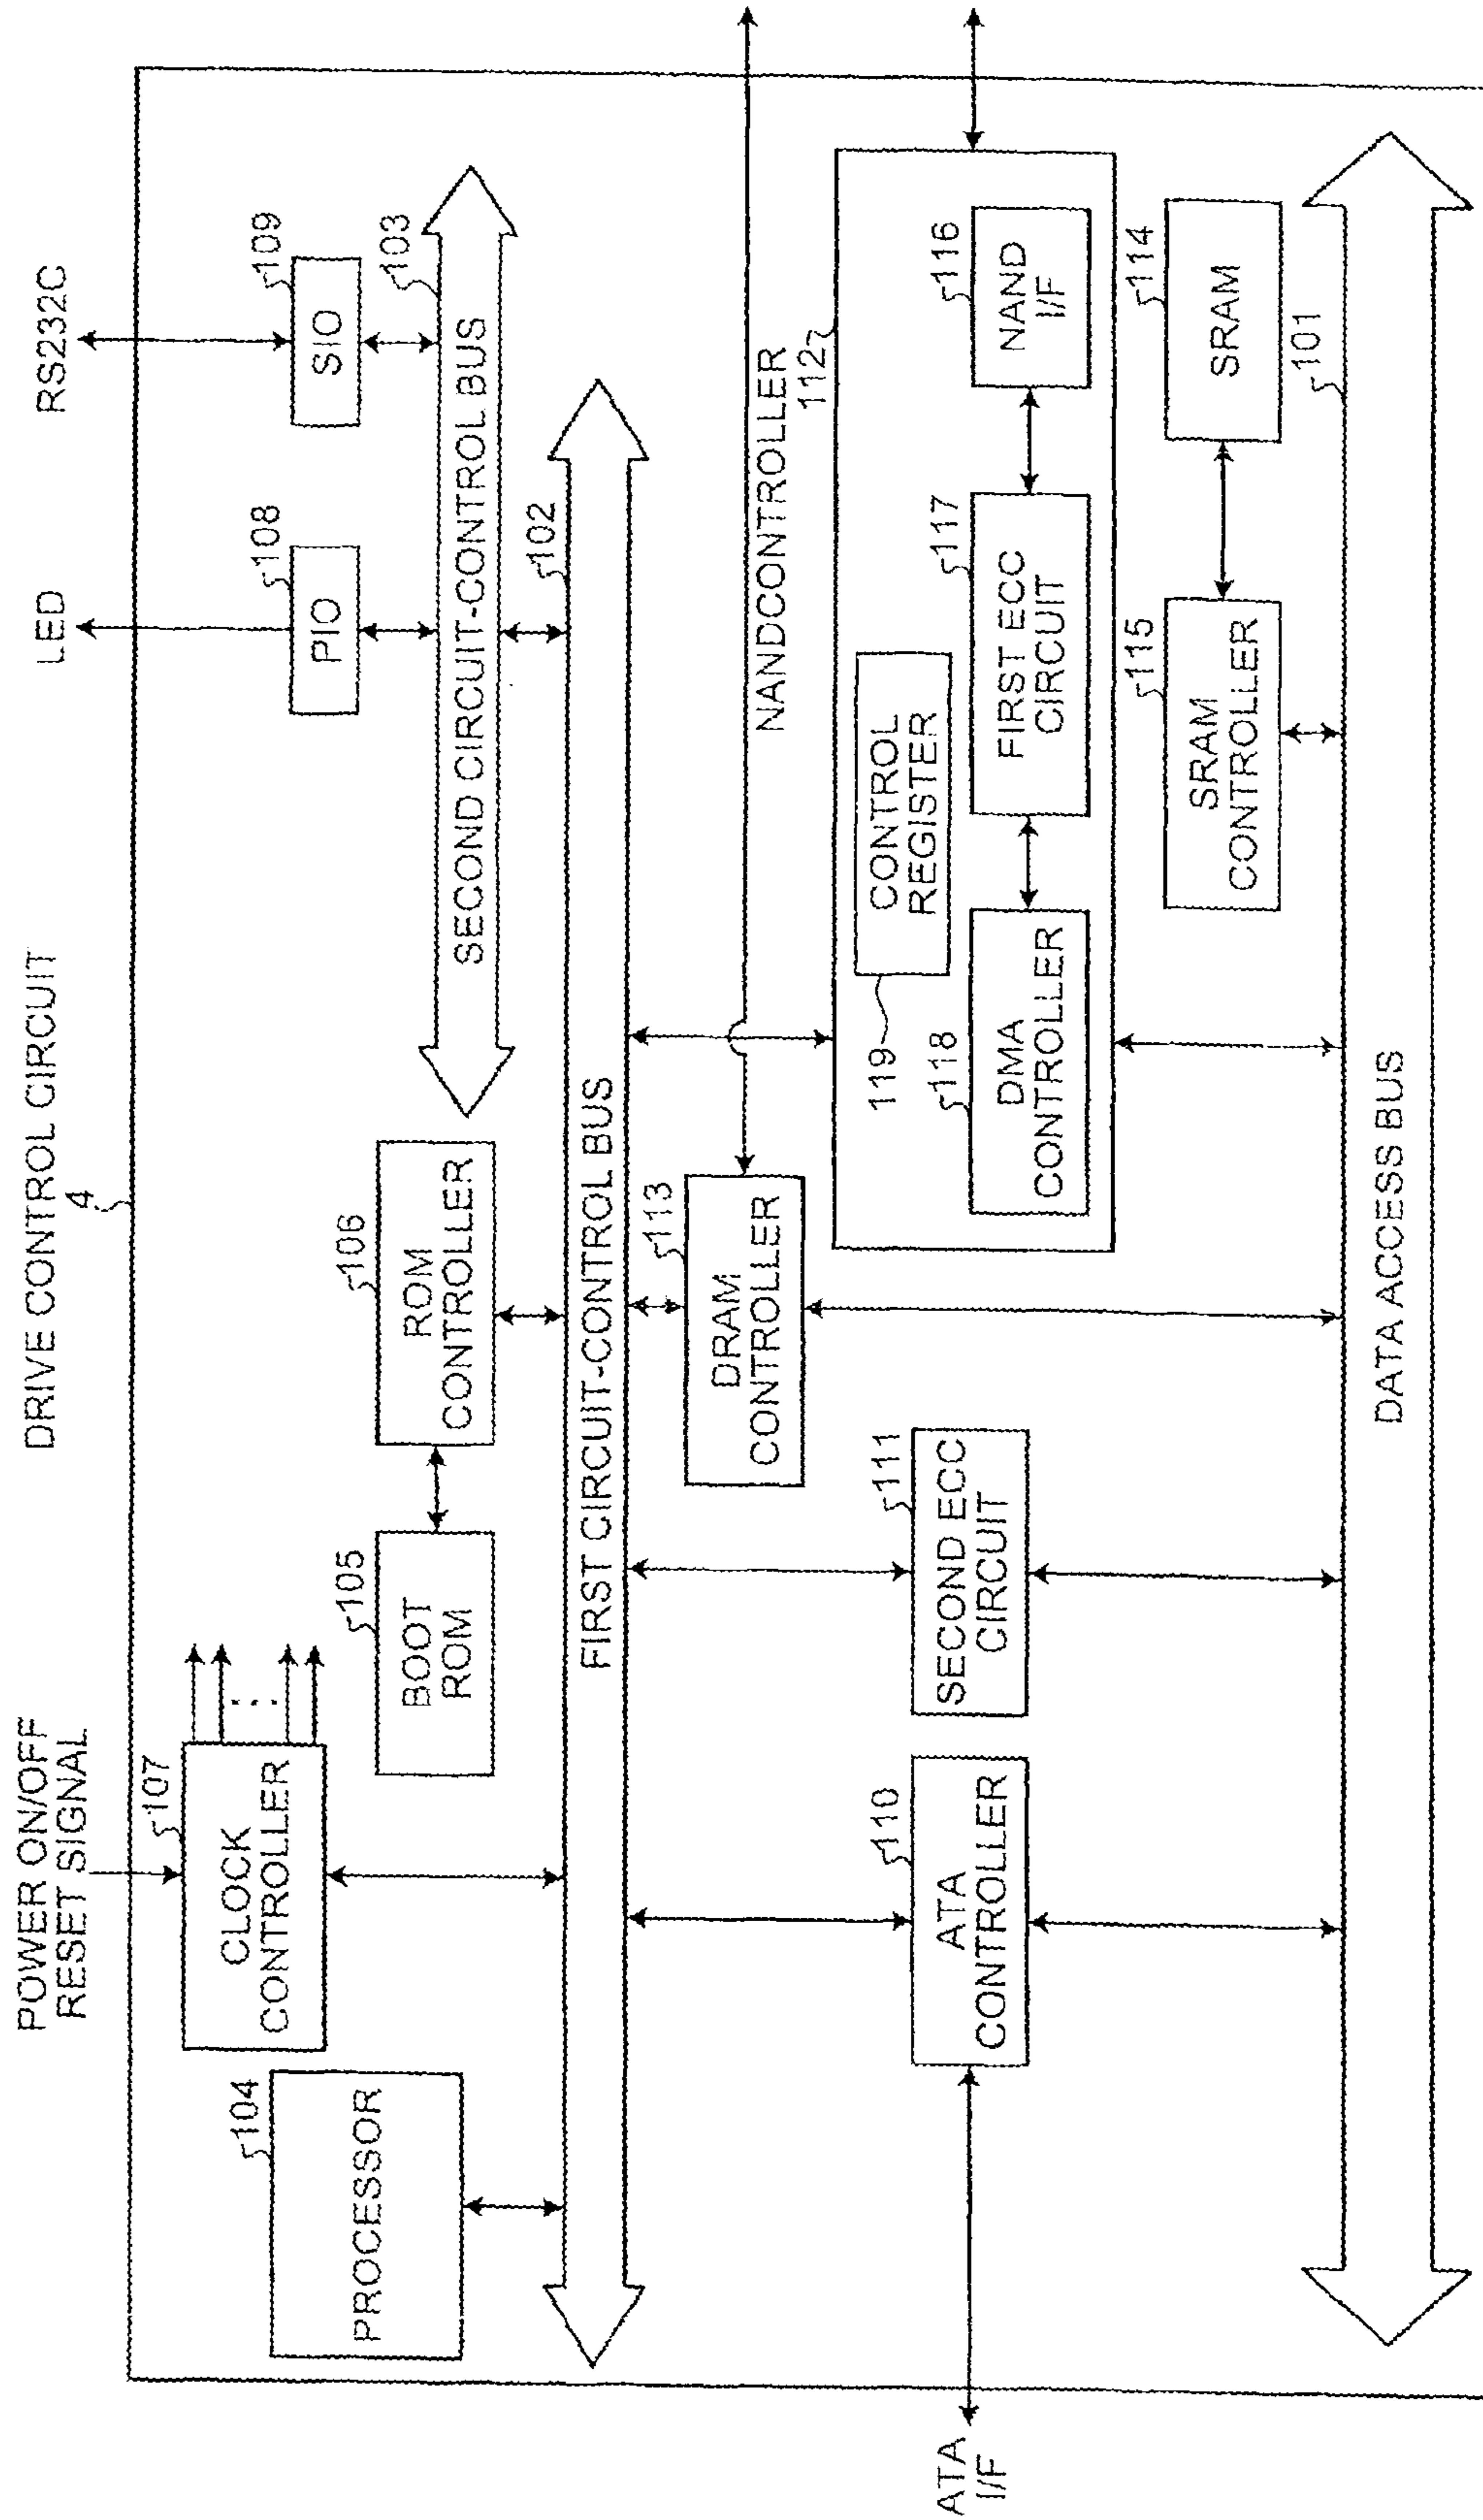 DRIVE CONTROL CIRCUIT
4
POWER ON/OFF
RESET SIGNAL
LED
RS232C
107
CLOCK
CONTROLLER
104
PROCESSOR
105
BOOT
ROM
106
ROM
CONTROLLER
108
PIO
109
SIO
103
SECOND CIRCUIT-CONTROL BUS
102
FIRST CIRCUIT-CONTROL BUS
113
DRAM
CONTROLLER
NANDCONTROLLER
112
119
CONTROL
REGISTER
118
DMA
CONTROLLER
117
FIRST ECC
CIRCUIT
116
NAND
I/F
ATA
I/F
110
ATA
CONTROLLER
111
SECOND ECC
CIRCUIT
115
SRAM
CONTROLLER
114
SRAM
101
DATA ACCESS BUS